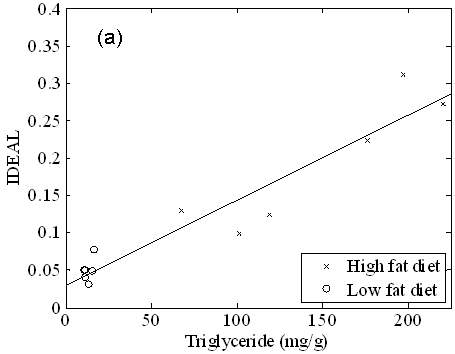 0.4
(a)
0.35
0.3
0.25
0.2
0.15
0.1
0.05
0
IDEAL
High fat diet
Low fat diet
0 50 100 150 200
Triglyceride (mg/g)